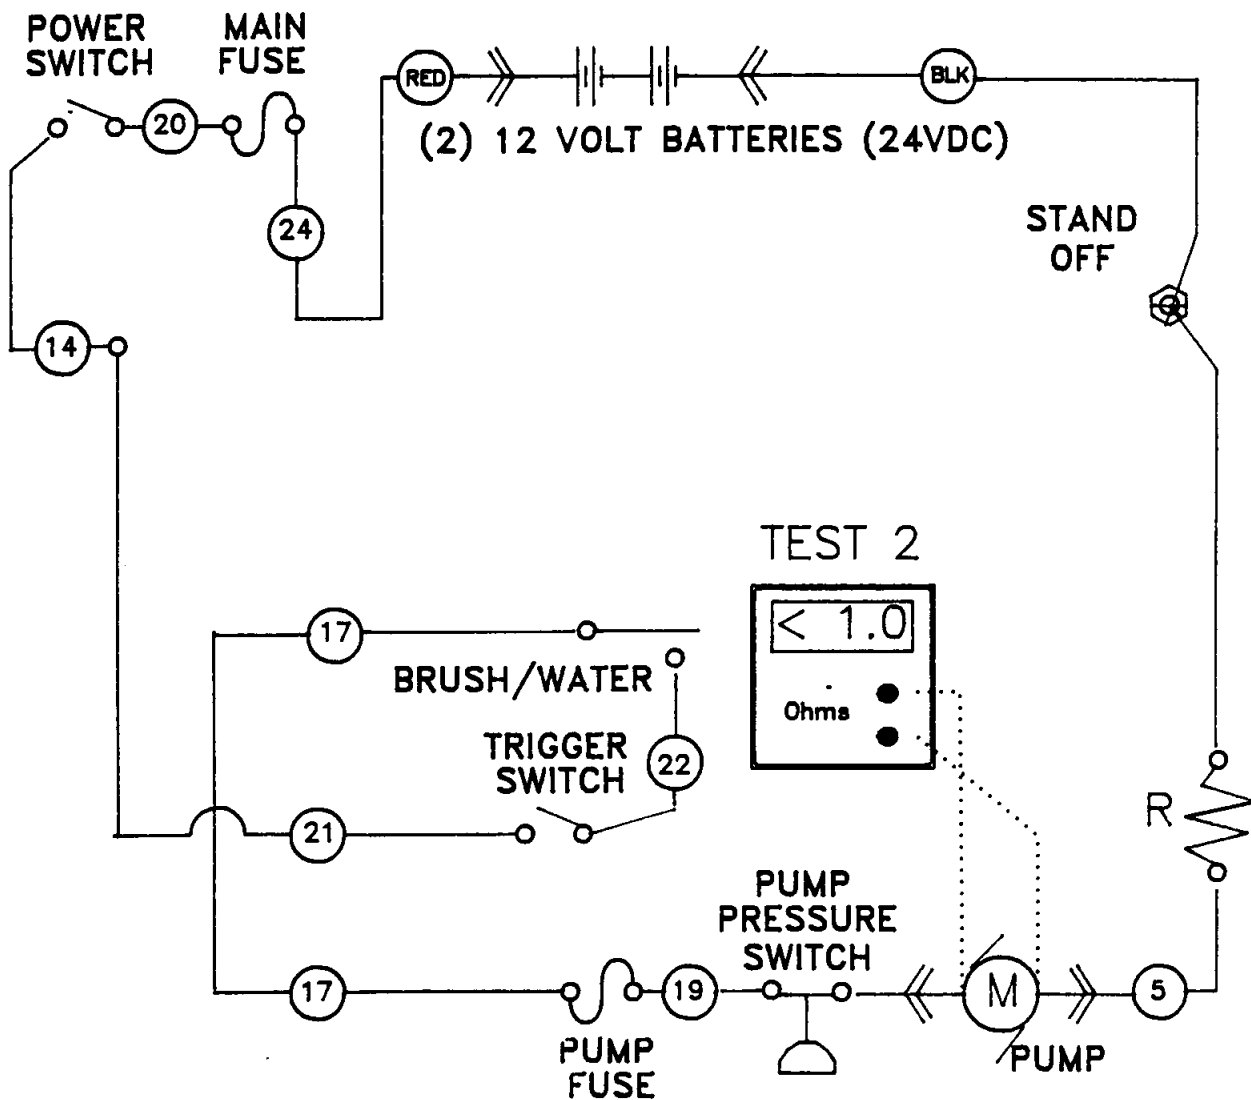 POWER
SWITCH
MAIN
FUSE
RED
BLK
20
(2) 12 VOLT BATTERIES (24VDC)
24
STAND
OFF
14
TEST 2
< 1.0
Ohms
17
BRUSH/WATER
TRIGGER
SWITCH
22
21
R
PUMP
PRESSURE
SWITCH
17
19
M
5
PUMP
FUSE
PUMP